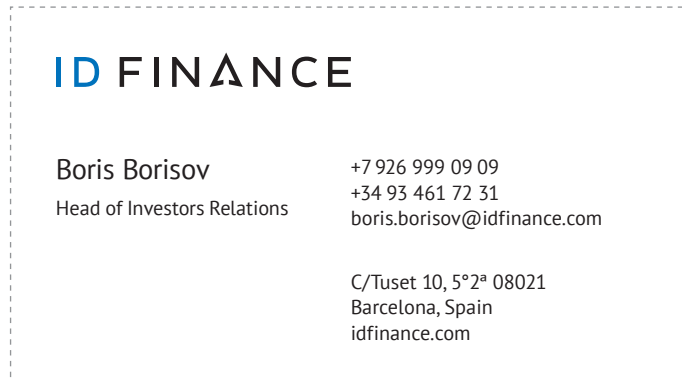 ID FINANCE
Boris Borisov
Head of Investors Relations
+7 926 999 09 09
+34 93 461 72 31
boris.borisov@idfinance.com
C/Tuset 10, 5°2ª 08021
Barcelona, Spain
idfinance.com